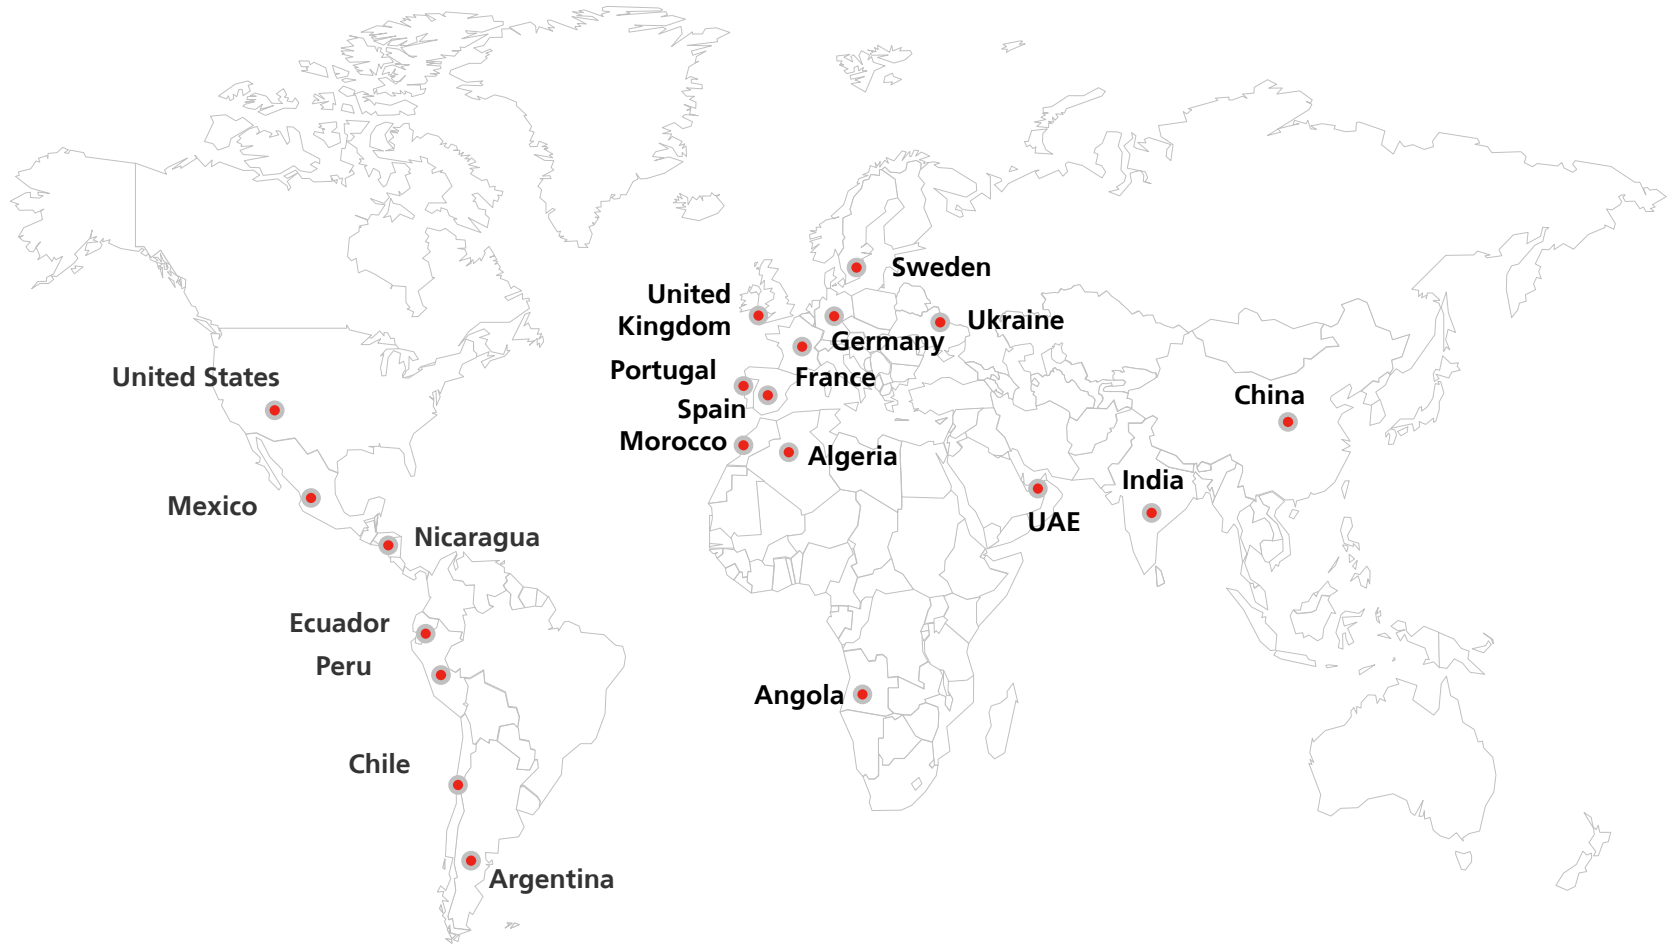 Sweden
United
Kingdom
Ukraine
Germany
Portugal
France
United States
Spain
China
Morocco
Algeria
India
Mexico
UAE
Nicaragua
Ecuador
Peru
Angola
Chile
Argentina